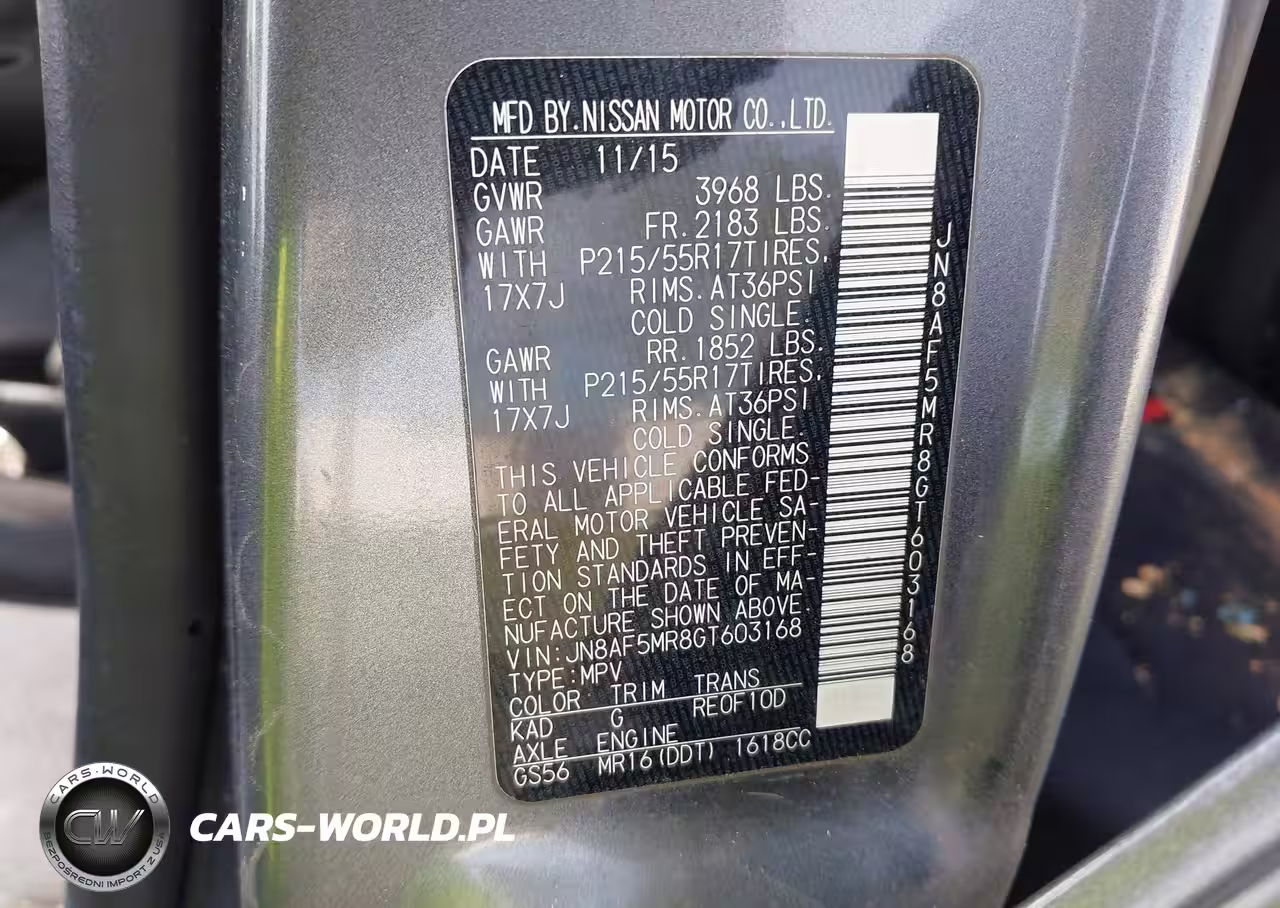 MFD BY.NISSAN MOTOR CO.,LTD.
DATE 11/15
GVWR 3968 LBS.
GAWR FR.2183 LBS.
WITH P215/55R17TIRES,
17X7J RIMS.AT36PSI
COLD SINGLE.
GAWR RR.1852 LBS.
WITH P215/55R17TIRES,
17X7J RIMS.AT36PSI
COLD SINGLE.
THIS VEHICLE CONFORMS
TO ALL APPLICABLE FED-
ERAL MOTOR VEHICLE SA-
FETY AND THEFT PREVEN-
TION STANDARDS IN EFF-
ECT ON THE DATE OF MA-
NUFACTURE SHOWN ABOVE.
VIN:JN8AF5MR8GT603168
TYPE:MPV
COLOR TRIM TRANS
KAD G RE0F10D
AXLE ENGINE
GS56 MR16(DDT) 1618CC
JN8AF5MR8GT603168
CARS-WORLD
CW
BEZPOŚREDNI IMPORT Z USA
CARS-WORLD.PL